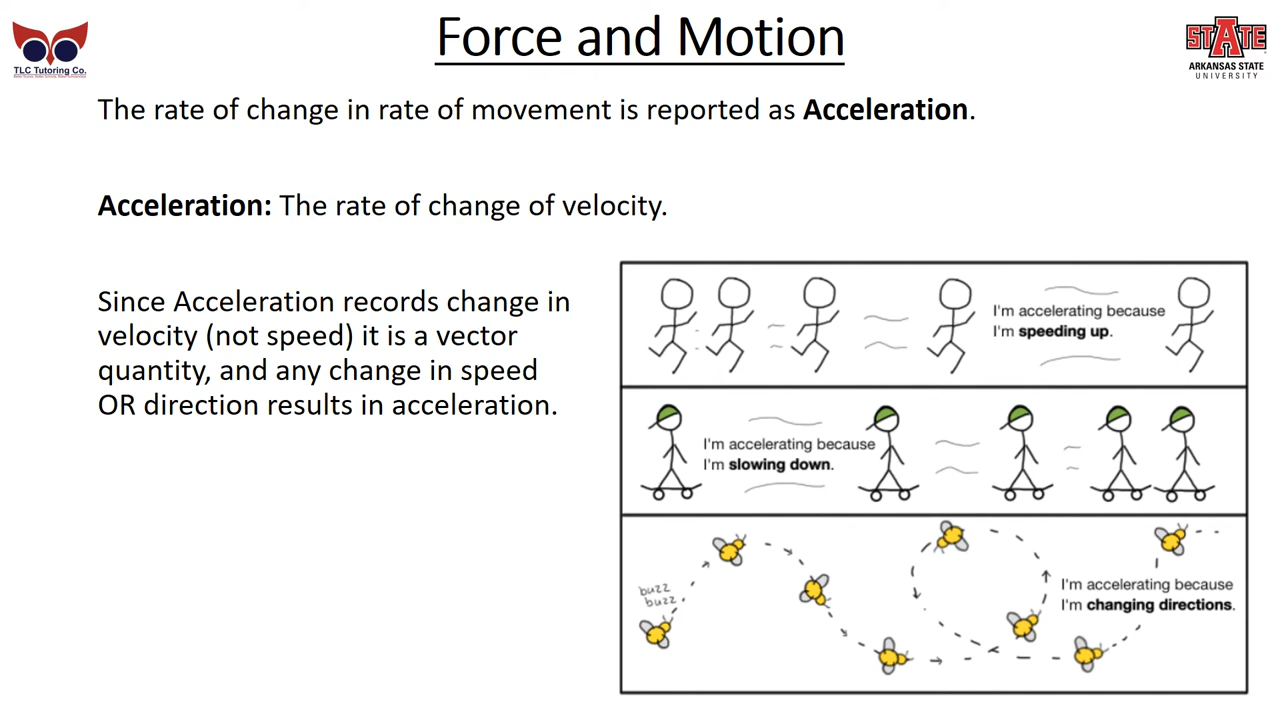 Force and Motion
TLC Tutoring Co.
STATE
ARKANSAS STATE
UNIVERSITY
The rate of change in rate of movement is reported as Acceleration.
Acceleration: The rate of change of velocity.
Since Acceleration records change in
velocity (not speed) it is a vector
quantity, and any change in speed
OR direction results in acceleration.
I'm accelerating because
I'm speeding up.
I'm accelerating because
I'm slowing down.
buzz
buzz
I'm accelerating because
I'm changing directions.